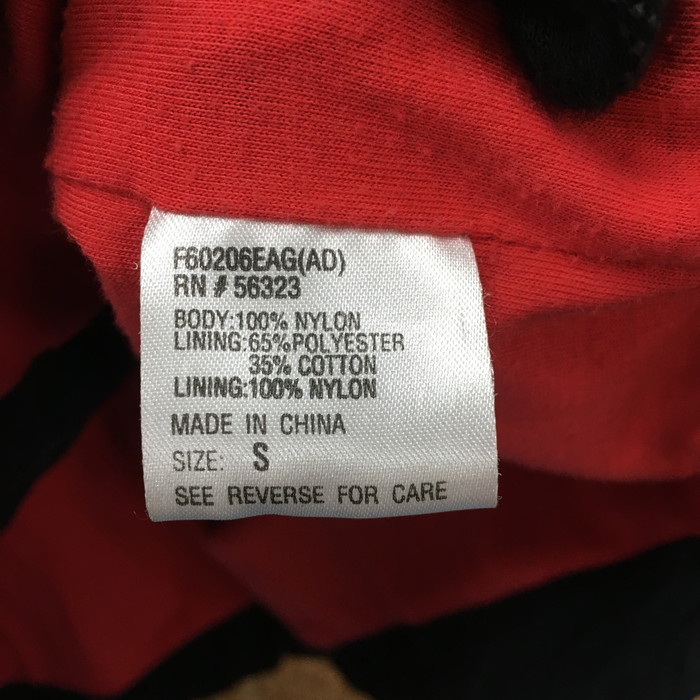 F60206EAG(AD)
RN # 56323
BODY:100% NYLON
LINING:65%POLYESTER
35% COTTON
LINING:100% NYLON
MADE IN CHINA
SIZE: S
SEE REVERSE FOR CARE